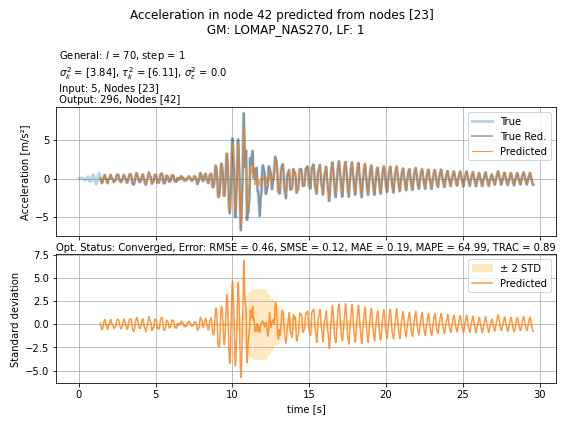 Acceleration in node 42 predicted from nodes [23]
GM: LOMAP_NAS270, LF: 1
General: l = 70, step = 1
σ_k² = [3.84], τ_k² = [6.11], σ_ε² = 0.0
Input: 5, Nodes [23]
Output: 296, Nodes [42]
Acceleration [m/s²]
5
0
−5
True
True Red.
Predicted
Opt. Status: Converged, Error: RMSE = 0.46, SMSE = 0.12, MAE = 0.19, MAPE = 64.99, TRAC = 0.89
Standard deviation
7.5
5.0
2.5
0.0
−2.5
−5.0
± 2 STD
Predicted
0 5 10 15 20 25 30
time [s]